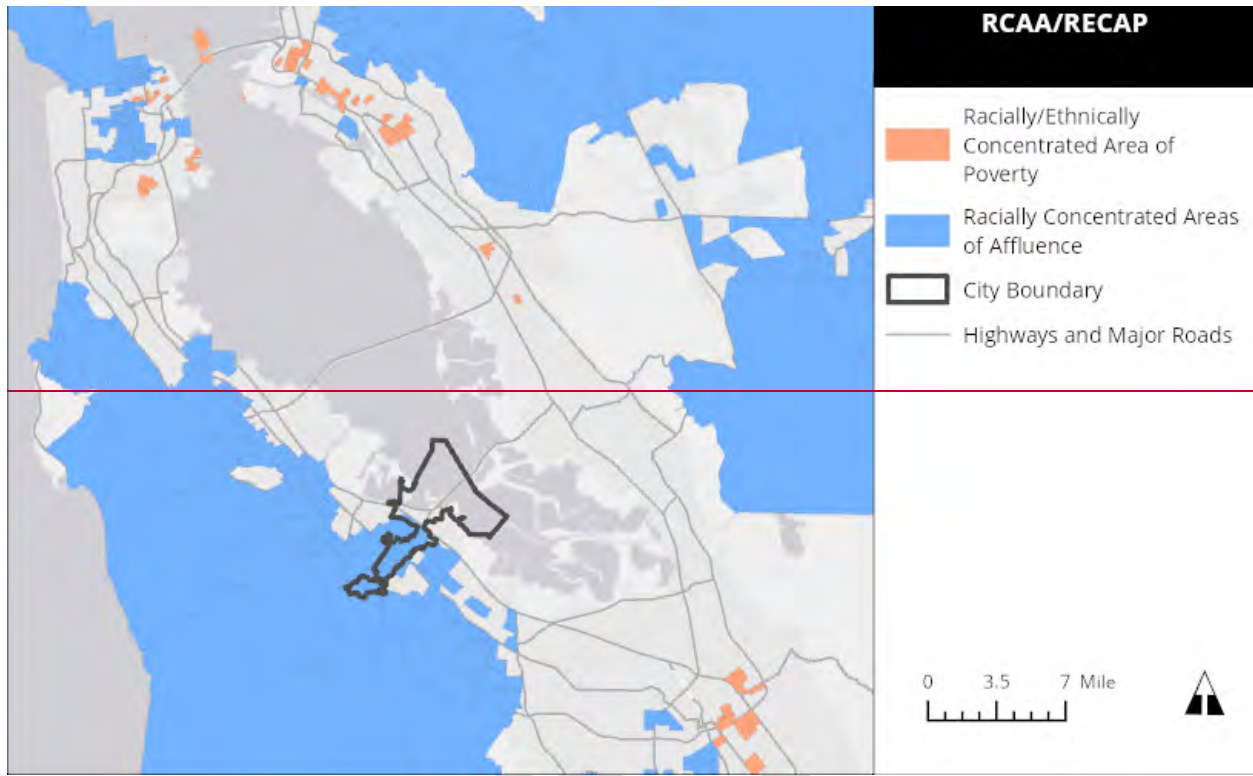 RCAA/RECAP
Racially/Ethnically
Concentrated Area of
Poverty
Racially Concentrated Areas
of Affluence
City Boundary
Highways and Major Roads
0 3.5 7 Mile